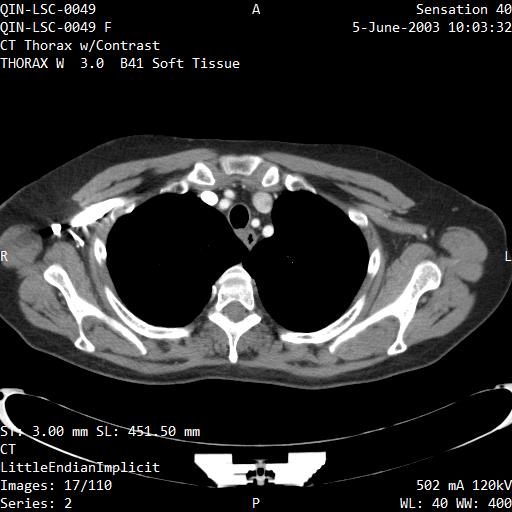 QIN-LSC-0049
A
Sensation 40
QIN-LSC-0049 F
5-June-2003 10:03:32
CT Thorax w/Contrast
THORAX W  3.0  B41 Soft Tissue
R
L
ST: 3.00 mm SL: 451.50 mm
CT
LittleEndianImplicit
Images: 17/110
502 mA 120kV
Series: 2
P
WL: 40 WW: 400